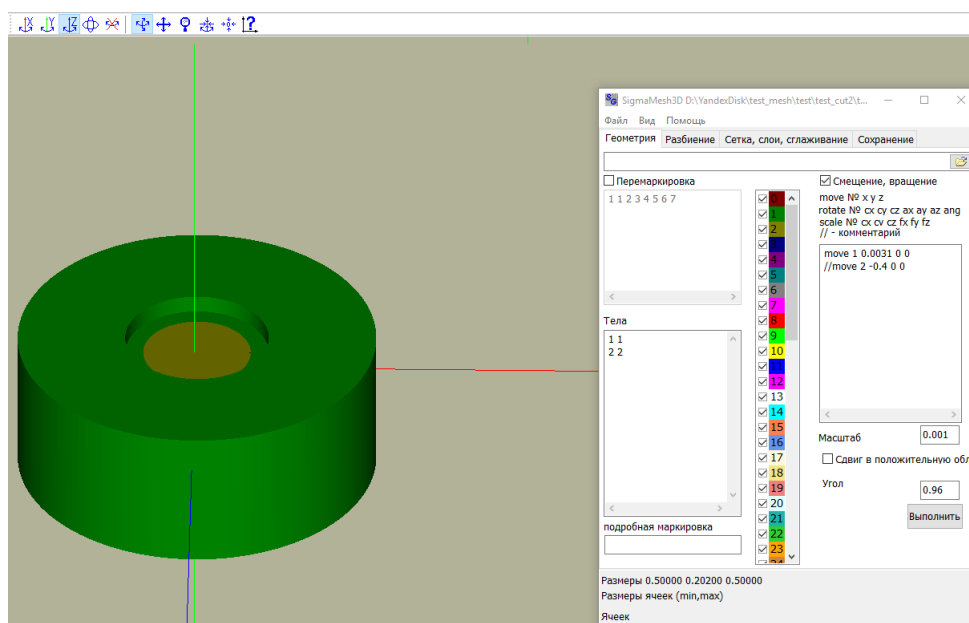 SigmaMesh3D D:\YandexDisk\test_mesh\test\test_cut2\t...
Файл Вид Помощь
Геометрия Разбиение Сетка, слои, сглаживание Сохранение
Перемаркировка
1 1 2 3 4 5 6 7
Тела
1 1
2 2
подробная маркировка
0
1
2
3
4
5
6
7
8
9
10
11
12
13
14
15
16
17
18
19
20
21
22
23
24
Смещение, вращение
move № x y z
rotate № cx cy cz ax ay az ang
scale № cx cv cz fx fy fz
// - комментарий
move 1 0.0031 0 0
//move 2 -0.4 0 0
Масштаб 0.001
Сдвиг в положительную обл
Угол 0.96
Выполнить
Размеры 0.50000 0.20200 0.50000
Размеры ячеек (min,max)
Ячеек